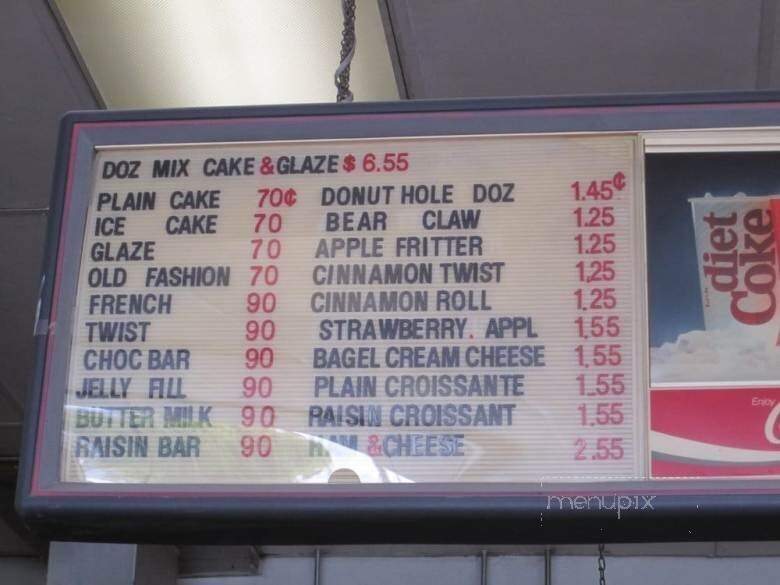 DOZ MIX CAKE & GLAZE $ 6.55
PLAIN CAKE 70¢
ICE CAKE 70
GLAZE 70
OLD FASHION 70
FRENCH 90
TWIST 90
CHOC BAR 90
JELLY FILL 90
BUTTER MILK 90
RAISIN BAR 90
DONUT HOLE DOZ 1.45¢
BEAR CLAW 1.25
APPLE FRITTER 1.25
CINNAMON TWIST 1,25
CINNAMON ROLL 1.25
STRAWBERRY. APPL 1,55
BAGEL CREAM CHEESE 1,55
PLAIN CROISSANTE 1.55
RAISIN CROISSANT 1.55
HAM & CHEESE 2.55
diet
Coke
Enjoy
menupix